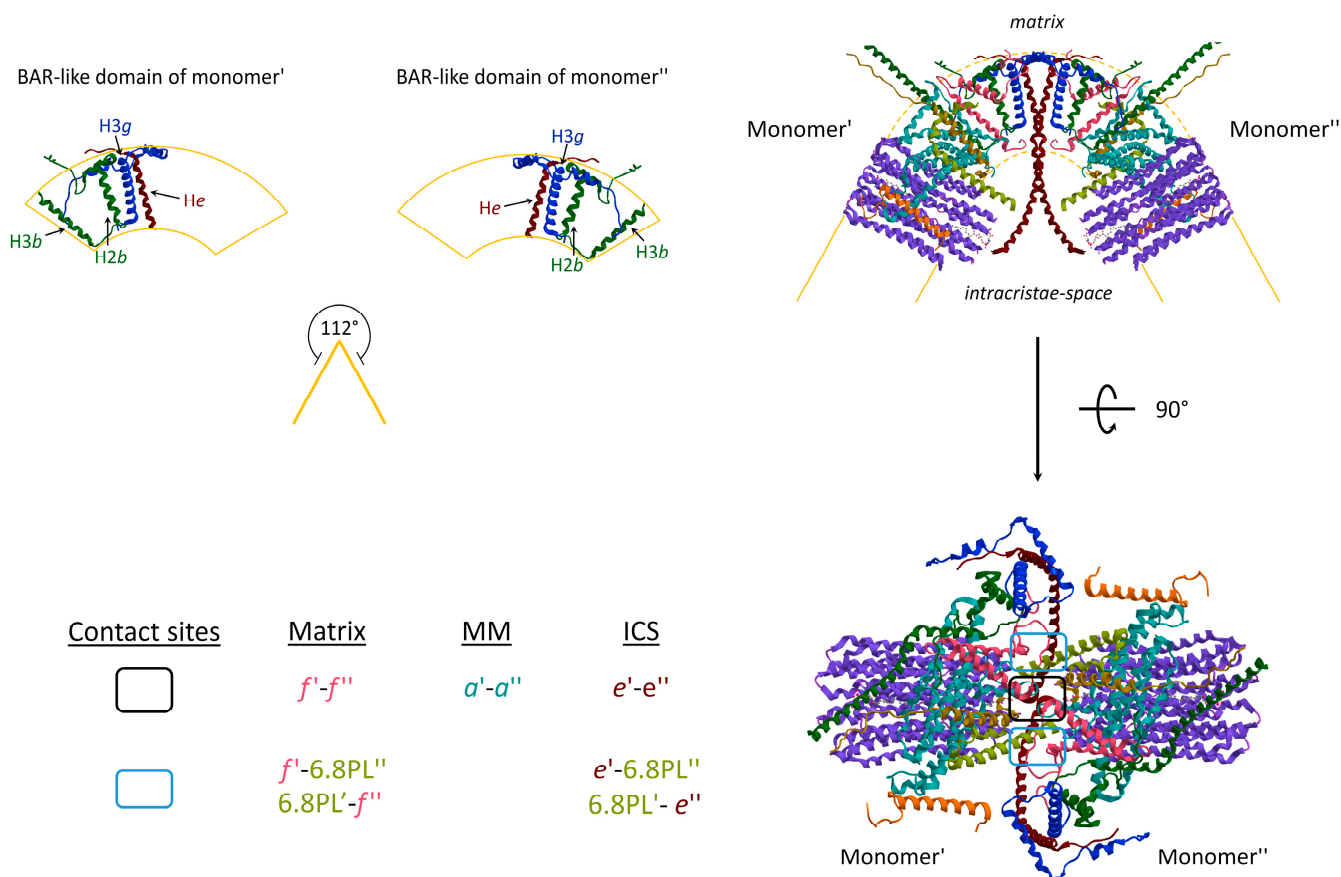 BAR-like domain of monomer'
H3g
He
H3b
H2b
BAR-like domain of monomer''
H3g
He
H2b
H3b
112°
matrix
Monomer'
Monomer''
intracristae-space
90°
Contact sites Matrix MM ICS
f'-f'' a'-a'' e'-e''
f'-6.8PL'' e'-6.8PL''
6.8PL′-f'' 6.8PL'- e''
Monomer'
Monomer''